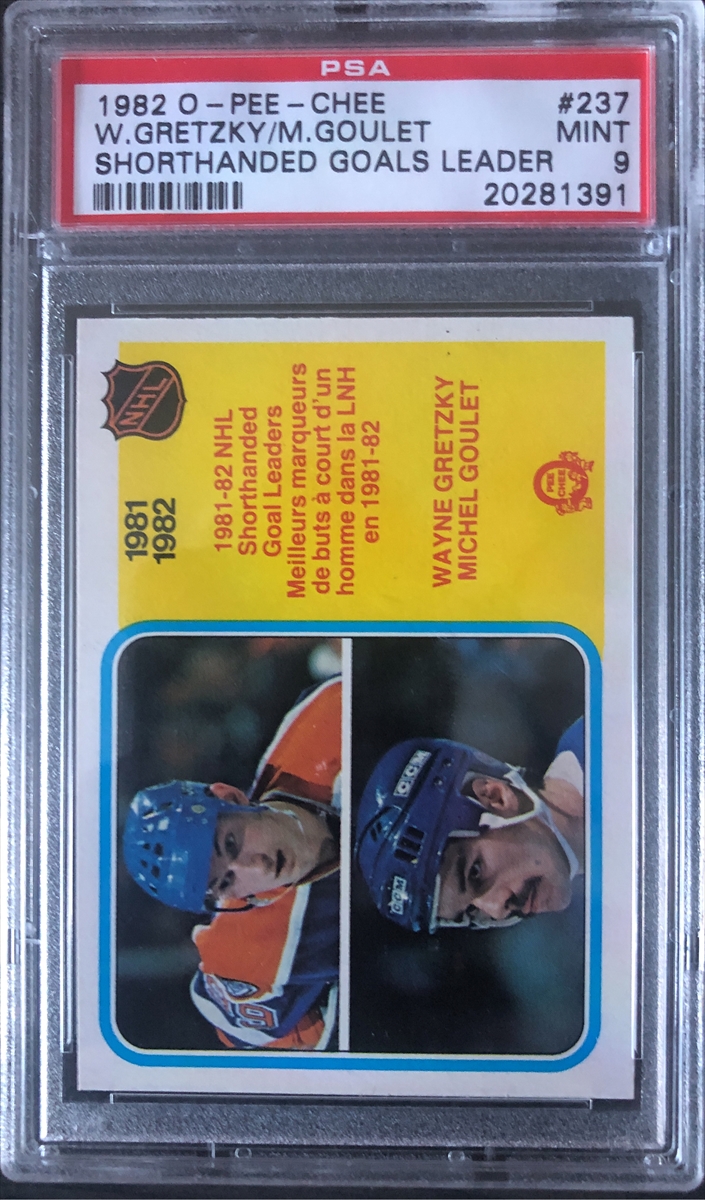 PSA
1982 O-PEE-CHEE #237
W.GRETZKY/M.GOULET MINT
SHORTHANDED GOALS LEADER 9
20281391
NHL
1981
1982
1981-82 NHL
Shorthanded
Goal Leaders
Meilleurs marqueurs
de buts à court d'un
homme dans la LNH
en 1981-82
WAYNE GRETZKY
MICHEL GOULET
O
PEE
CHEE
CCM
CCM